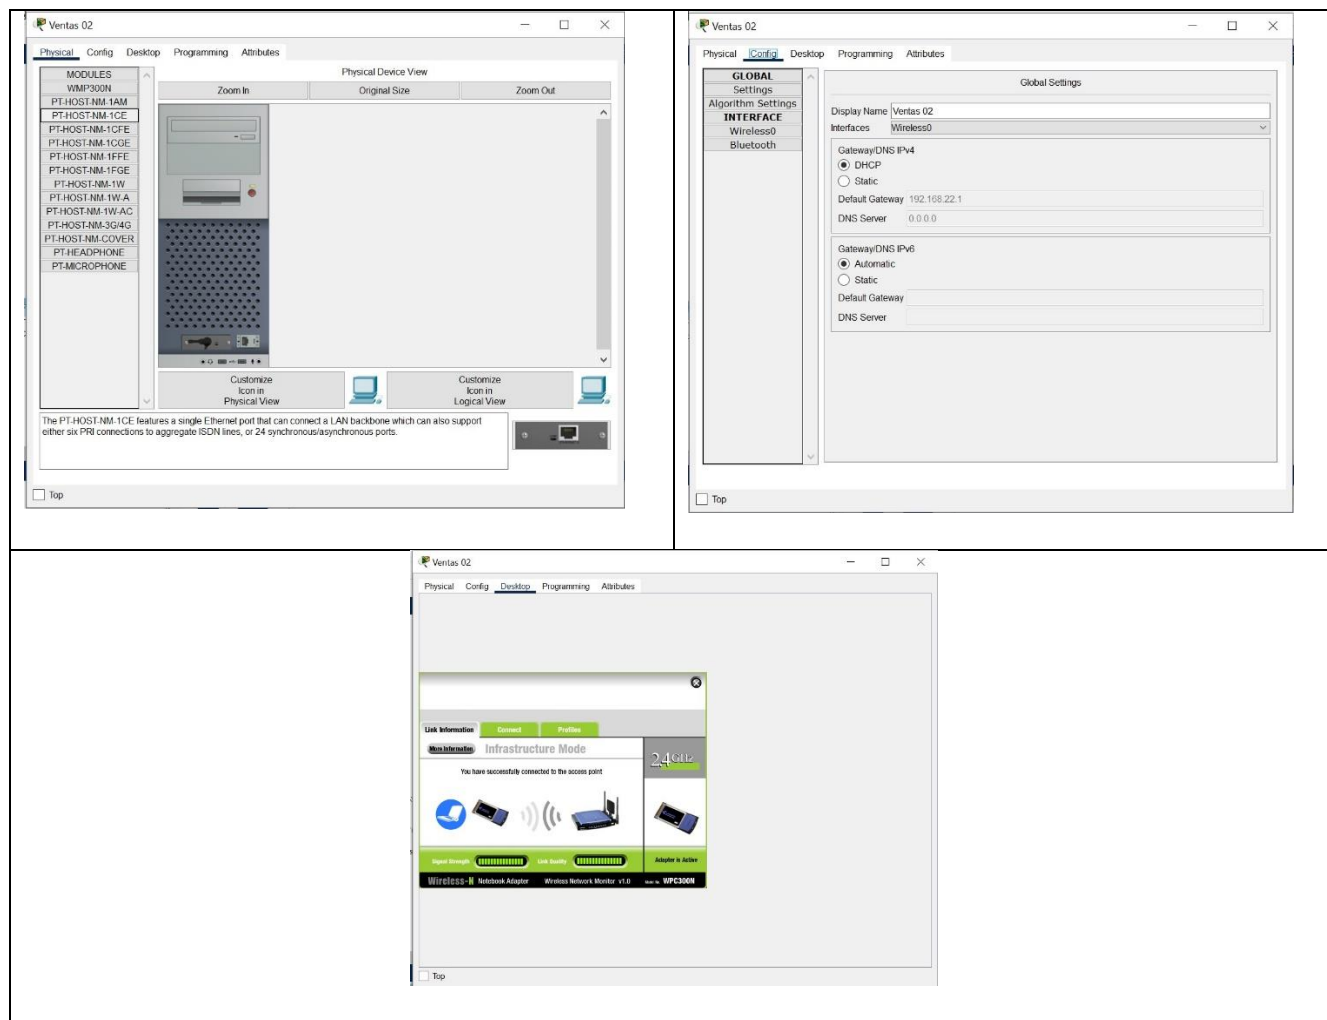 Ventas 02
Physical Config Desktop Programming Attributes
MODULES
WMP300N
PT-HOST-NM-1AM
PT-HOST-NM-1CE
PT-HOST-NM-1CFE
PT-HOST-NM-1CGE
PT-HOST-NM-1FFE
PT-HOST-NM-1FGE
PT-HOST-NM-1W
PT-HOST-NM-1W-A
PT-HOST-NM-1W-AC
PT-HOST-NM-3G/4G
PT-HOST-NM-COVER
PT-HEADPHONE
PT-MICROPHONE
Physical Device View
Zoom In Original Size Zoom Out
Customize
Icon in
Physical View
Customize
Icon in
Logical View
The PT-HOST-NM-1CE features a single Ethernet port that can connect a LAN backbone which can also support
either six PRI connections to aggregate ISDN lines, or 24 synchronous/asynchronous ports.
Top
Ventas 02
Physical Config Desktop Programming Attributes
GLOBAL
Settings
Algorithm Settings
INTERFACE
Wireless0
Bluetooth
Global Settings
Display Name Ventas 02
Interfaces Wireless0
Gateway/DNS IPv4
DHCP
Static
Default Gateway 192.168.22.1
DNS Server 0.0.0.0
Gateway/DNS IPv6
Automatic
Static
Default Gateway
DNS Server
Top
Ventas 02
Physical Config Desktop Programming Attributes
Link Information Connect Profiles
More Information Infrastructure Mode
2.4GHz
You have successfully connected to the access point
Signal Strength Link Quality Adapter is Active
Wireless-N Notebook Adapter Wireless Network Monitor v1.0 Model No. WPC300N
Top